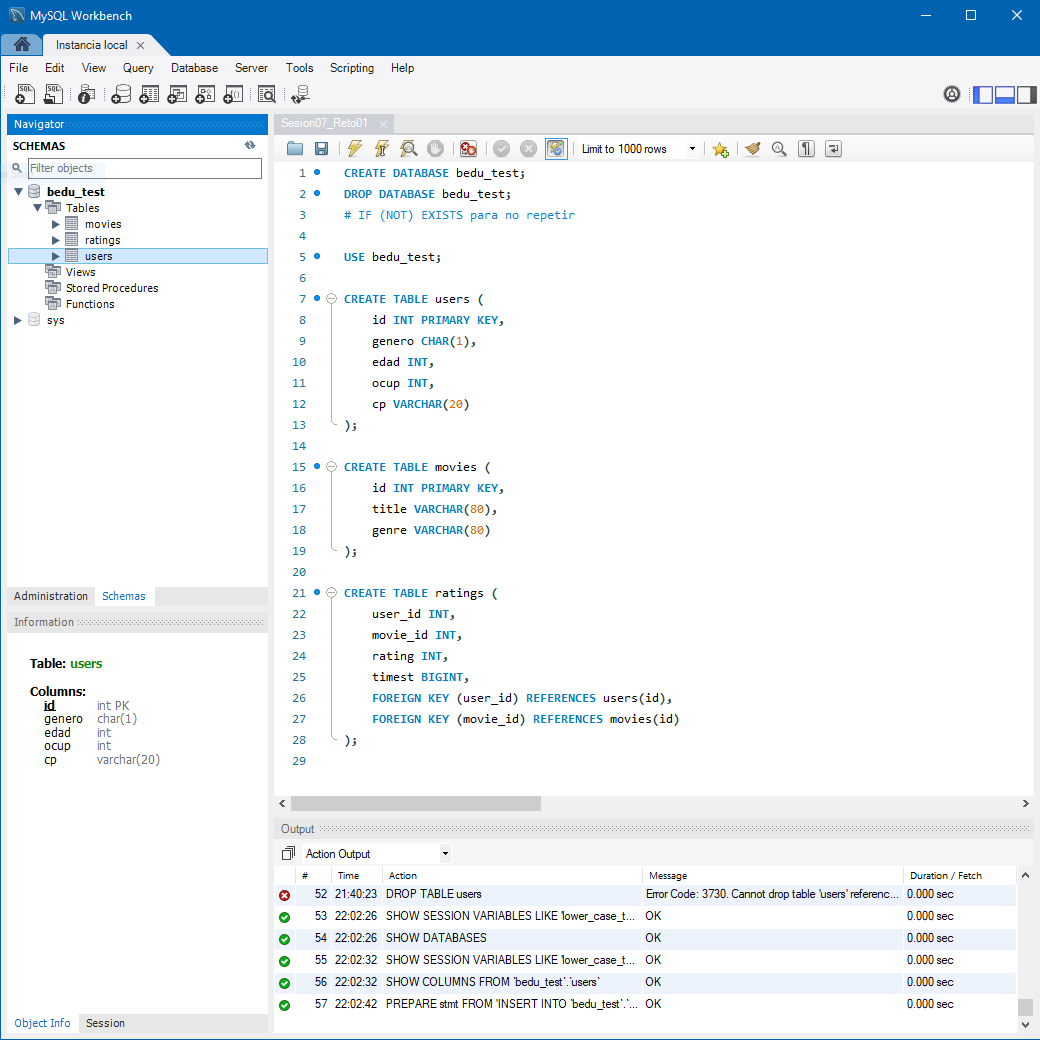 MySQL Workbench
Instancia local
File Edit View Query Database Server Tools Scripting Help
Navigator
SCHEMAS
Filter objects
bedu_test
Tables
movies
ratings
users
Views
Stored Procedures
Functions
sys
Administration Schemas
Information
Table: users
Columns:
id int PK
genero char(1)
edad int
ocup int
cp varchar(20)
Object Info Session
Sesion07_Reto01
Limit to 1000 rows
1 CREATE DATABASE bedu_test;
2 DROP DATABASE bedu_test;
3 # IF (NOT) EXISTS para no repetir
4
5 USE bedu_test;
6
7 CREATE TABLE users (
8 id INT PRIMARY KEY,
9 genero CHAR(1),
10 edad INT,
11 ocup INT,
12 cp VARCHAR(20)
13 );
14
15 CREATE TABLE movies (
16 id INT PRIMARY KEY,
17 title VARCHAR(80),
18 genre VARCHAR(80)
19 );
20
21 CREATE TABLE ratings (
22 user_id INT,
23 movie_id INT,
24 rating INT,
25 timest BIGINT,
26 FOREIGN KEY (user_id) REFERENCES users(id),
27 FOREIGN KEY (movie_id) REFERENCES movies(id)
28 );
29
Output
Action Output
# Time Action Message Duration / Fetch
52 21:40:23 DROP TABLE users Error Code: 3730. Cannot drop table 'users' referenc... 0.000 sec
53 22:02:26 SHOW SESSION VARIABLES LIKE 'lower_case_t... OK 0.000 sec
54 22:02:26 SHOW DATABASES OK 0.000 sec
55 22:02:32 SHOW SESSION VARIABLES LIKE 'lower_case_t... OK 0.000 sec
56 22:02:32 SHOW COLUMNS FROM `bedu_test`.`users` OK 0.000 sec
57 22:02:42 PREPARE stmt FROM 'INSERT INTO `bedu_test`.`... OK 0.000 sec